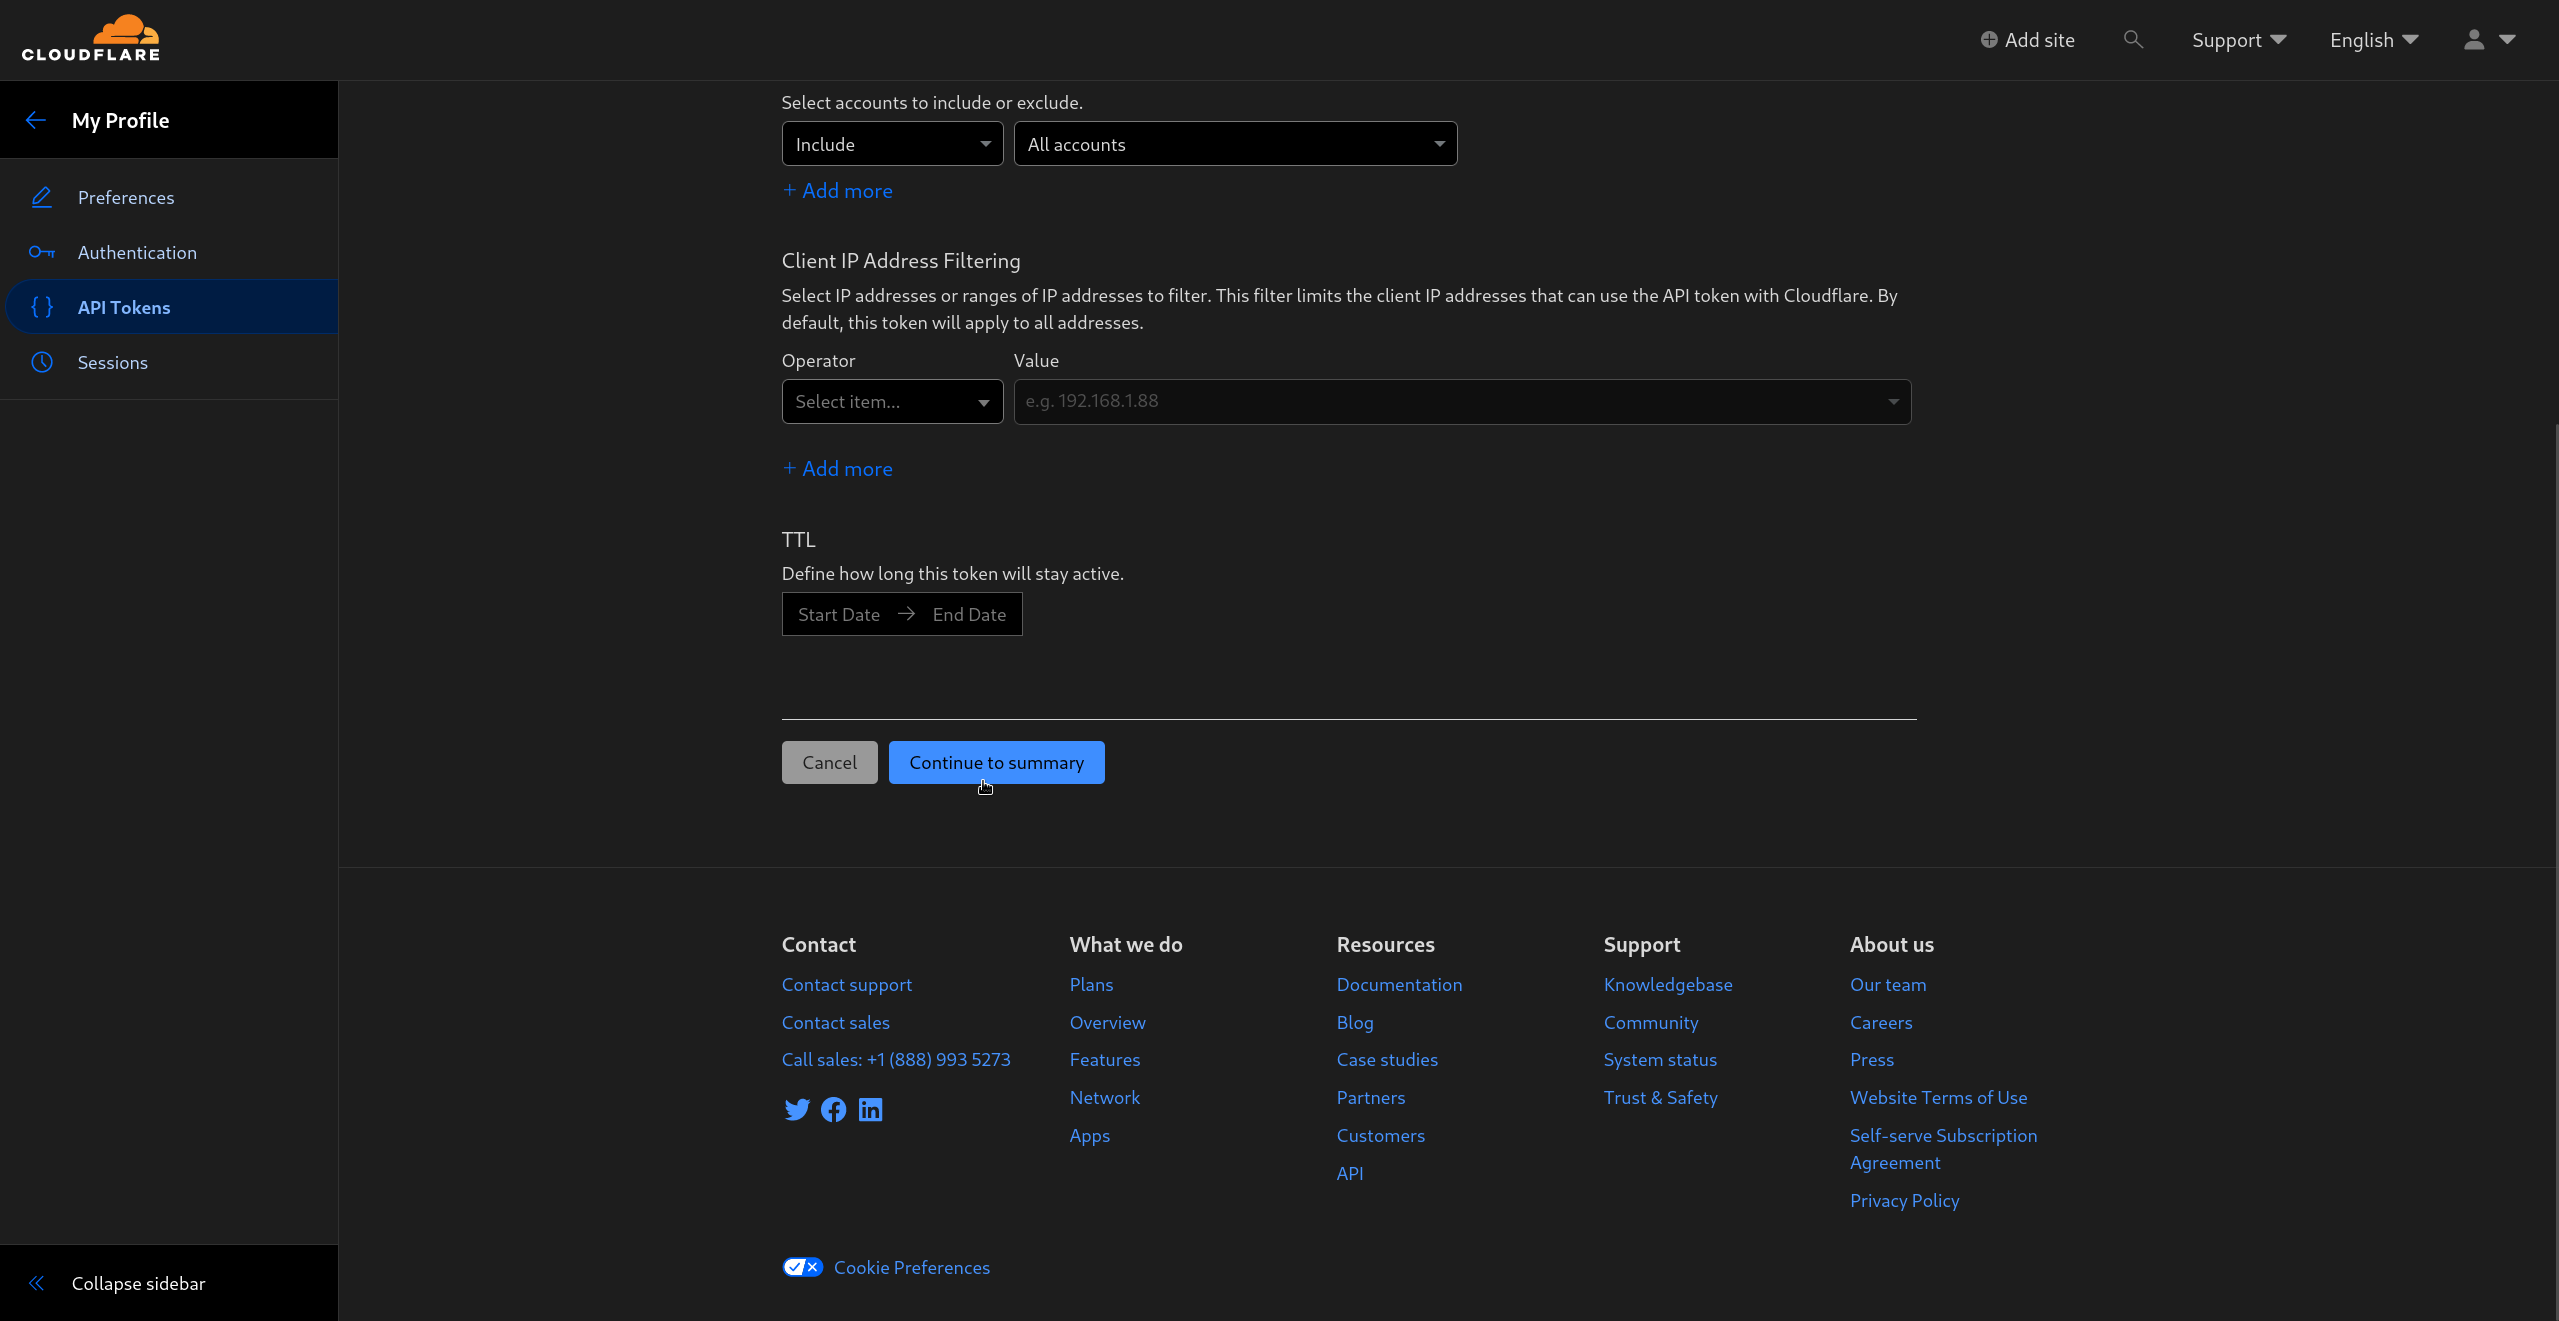 CLOUDFLARE
Add site
Support
English
My Profile
Preferences
Authentication
API Tokens
Sessions
Collapse sidebar
Select accounts to include or exclude.
Include
All accounts
+ Add more
Client IP Address Filtering
Select IP addresses or ranges of IP addresses to filter. This filter limits the client IP addresses that can use the API token with Cloudflare. By
default, this token will apply to all addresses.
Operator
Value
Select item...
e.g. 192.168.1.88
+ Add more
TTL
Define how long this token will stay active.
Start Date → End Date
Cancel
Continue to summary
Contact
Contact support
Contact sales
Call sales: +1 (888) 993 5273
What we do
Plans
Overview
Features
Network
Apps
Resources
Documentation
Blog
Case studies
Partners
Customers
API
Support
Knowledgebase
Community
System status
Trust & Safety
About us
Our team
Careers
Press
Website Terms of Use
Self-serve Subscription
Agreement
Privacy Policy
Cookie Preferences